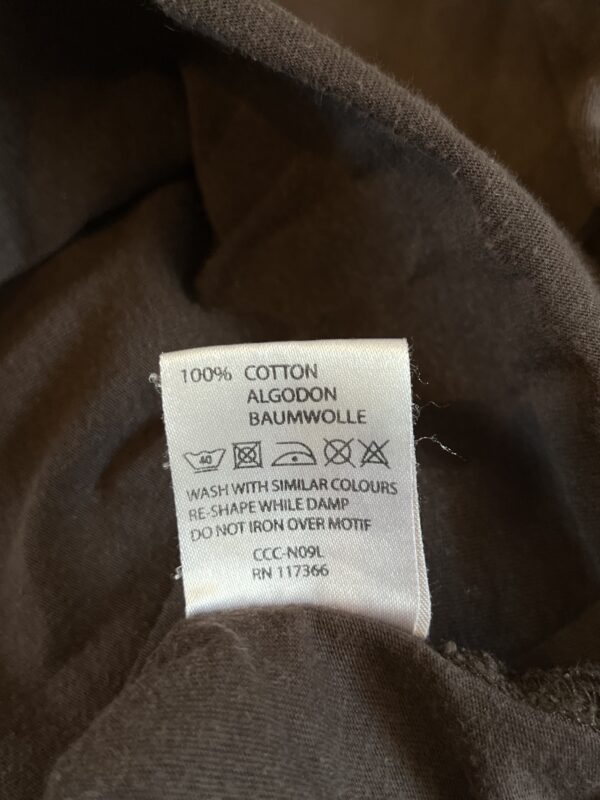 100% COTTON
ALGODON
BAUMWOLLE
40
WASH WITH SIMILAR COLOURS
RE-SHAPE WHILE DAMP
DO NOT IRON OVER MOTIF
CCC-N09L
RN 117366